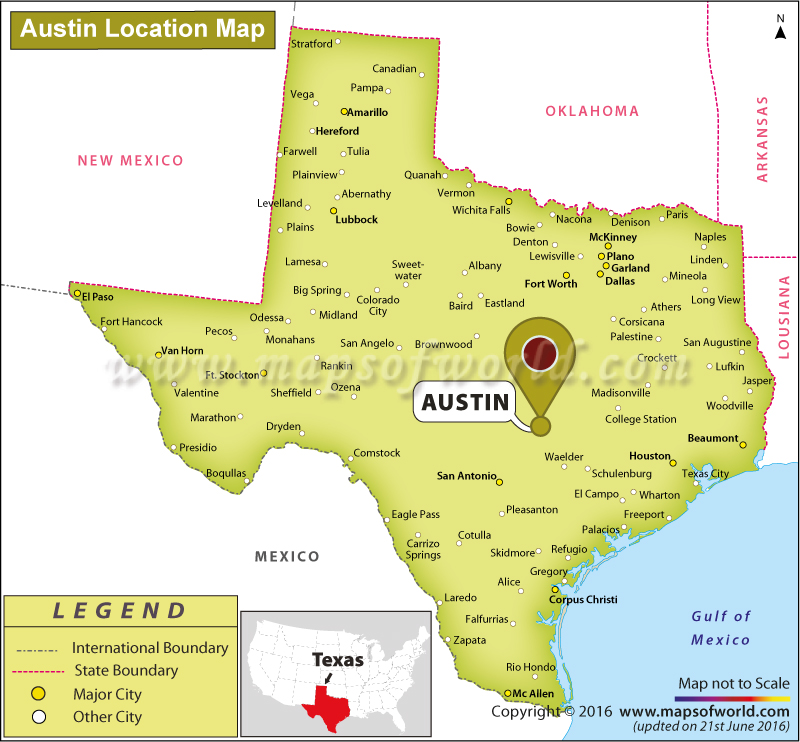 Austin Location Map
N
Stratford
Canadian
Pampa
Vega
Amarillo
OKLAHOMA
ARKANSAS
Hereford
NEW MEXICO
Farwell
Tulia
Plainview
Quanah
Vernon
Abernathy
Levelland
Lubbock
Wichita Falls
Nacona
Denison
Paris
Plains
Bowie
McKinney
Naples
Denton
Lewisville
Plano
Linden
Lamesa
Sweet-
water
Albany
Garland
Fort Worth
Dallas
Mineola
Big Spring
Colorado
City
Baird
Eastland
Long View
El Paso
Midland
Athers
Odessa
Corsicana
Fort Hancock
Pecos
Monahans
San Angelo
Brownwood
Palestine
San Augustine
LOUISIANA
Van Horn
Rankin
Crockett
www.mapsofworld.com
Lufkin
Ft. Stockton
Ozena
Jasper
Valentine
Sheffield
Madisonville
AUSTIN
Woodville
Marathon
College Station
Dryden
Beaumont
Presidio
Comstock
Waelder
Houston
Boqullas
San Antonio
Schulenburg
Texas City
El Campo
Wharton
Eagle Pass
Pleasanton
Freeport
Palacios
Cotulla
Carrizo
Springs
Skidmore
Refugio
MEXICO
Gregory
Alice
Laredo
Corpus Christi
Falfurrias
Gulf of
Mexico
Zapata
Rio Hondo
Mc Allen
LEGEND
International Boundary
State Boundary
Major City
Other City
Texas
Map not to Scale
Copyright © 2016 www.mapsofworld.com
(updated on 21st June 2016)